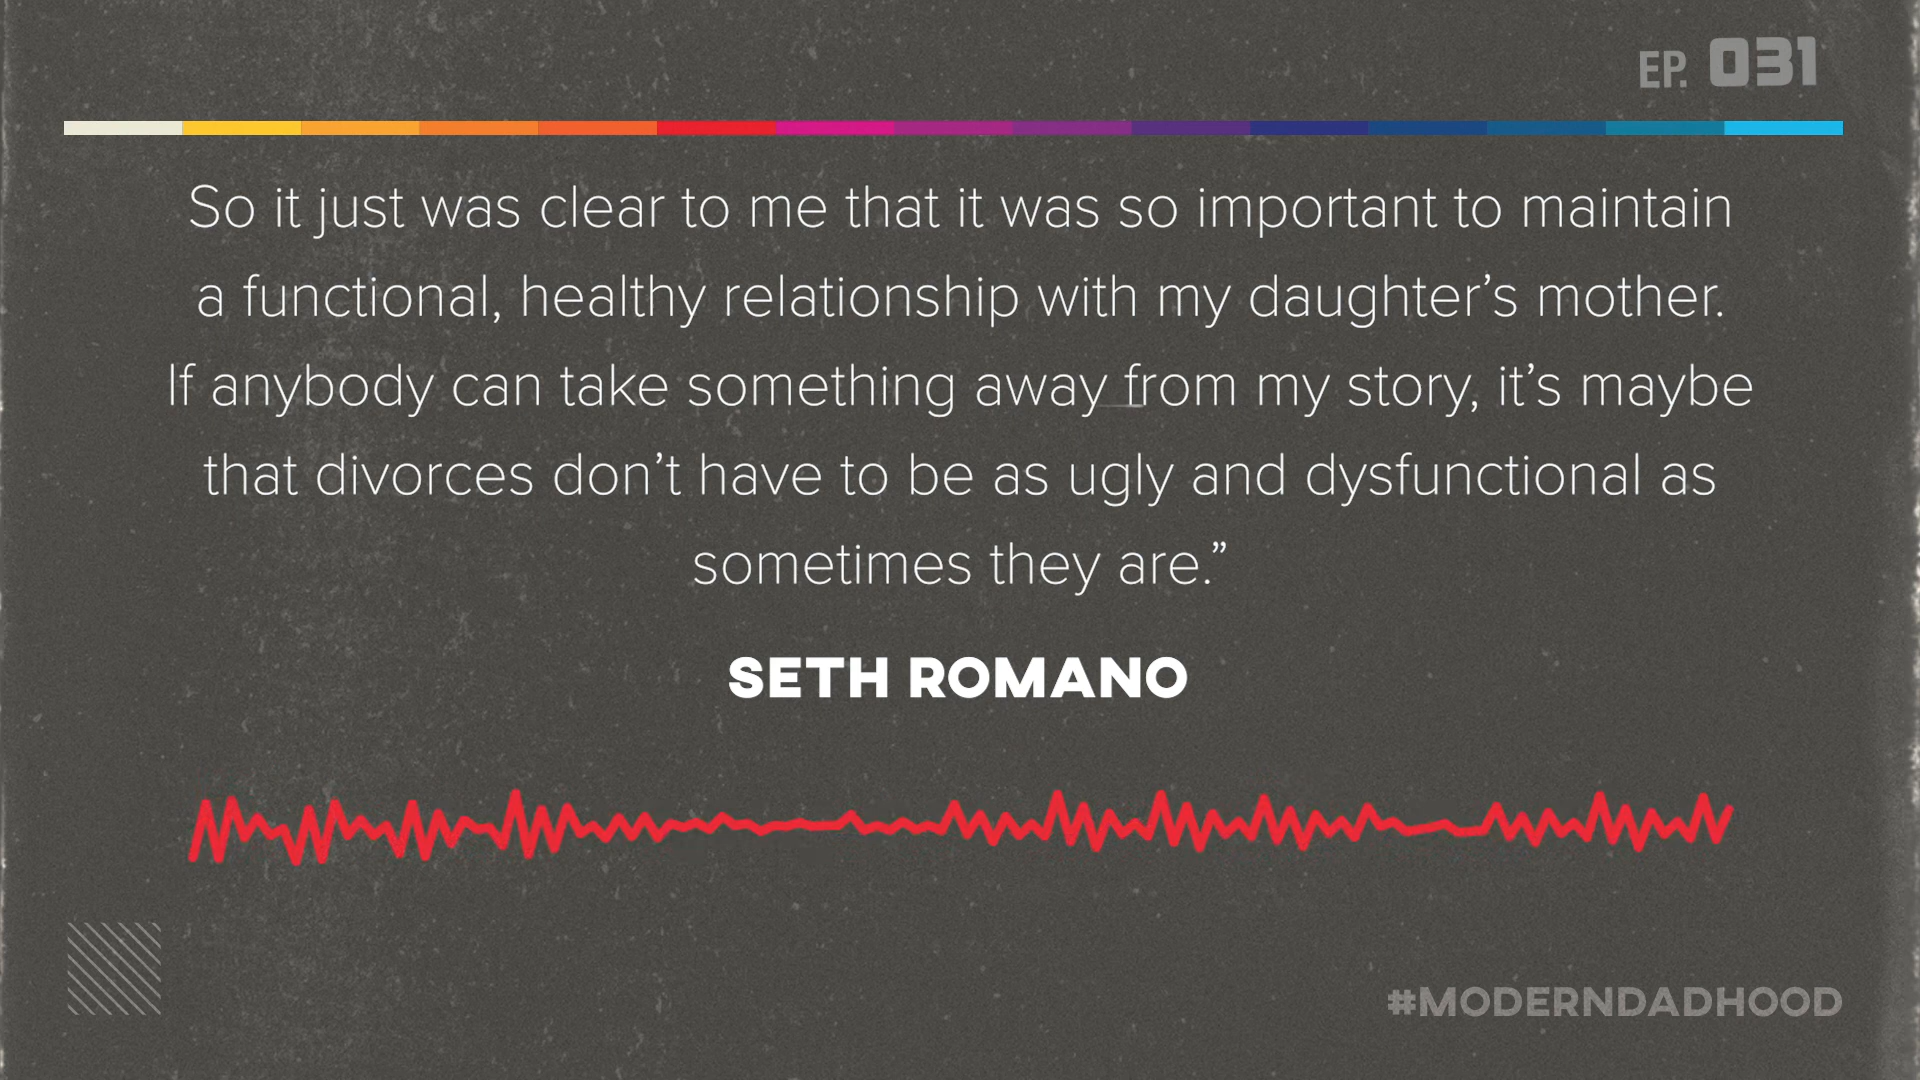 EP. 031
So it just was clear to me that it was so important to maintain
a functional, healthy relationship with my daughter’s mother.
If anybody can take something away from my story, it’s maybe
that divorces don’t have to be as ugly and dysfunctional as
sometimes they are.”
SETH ROMANO
#MODERNDADHOOD